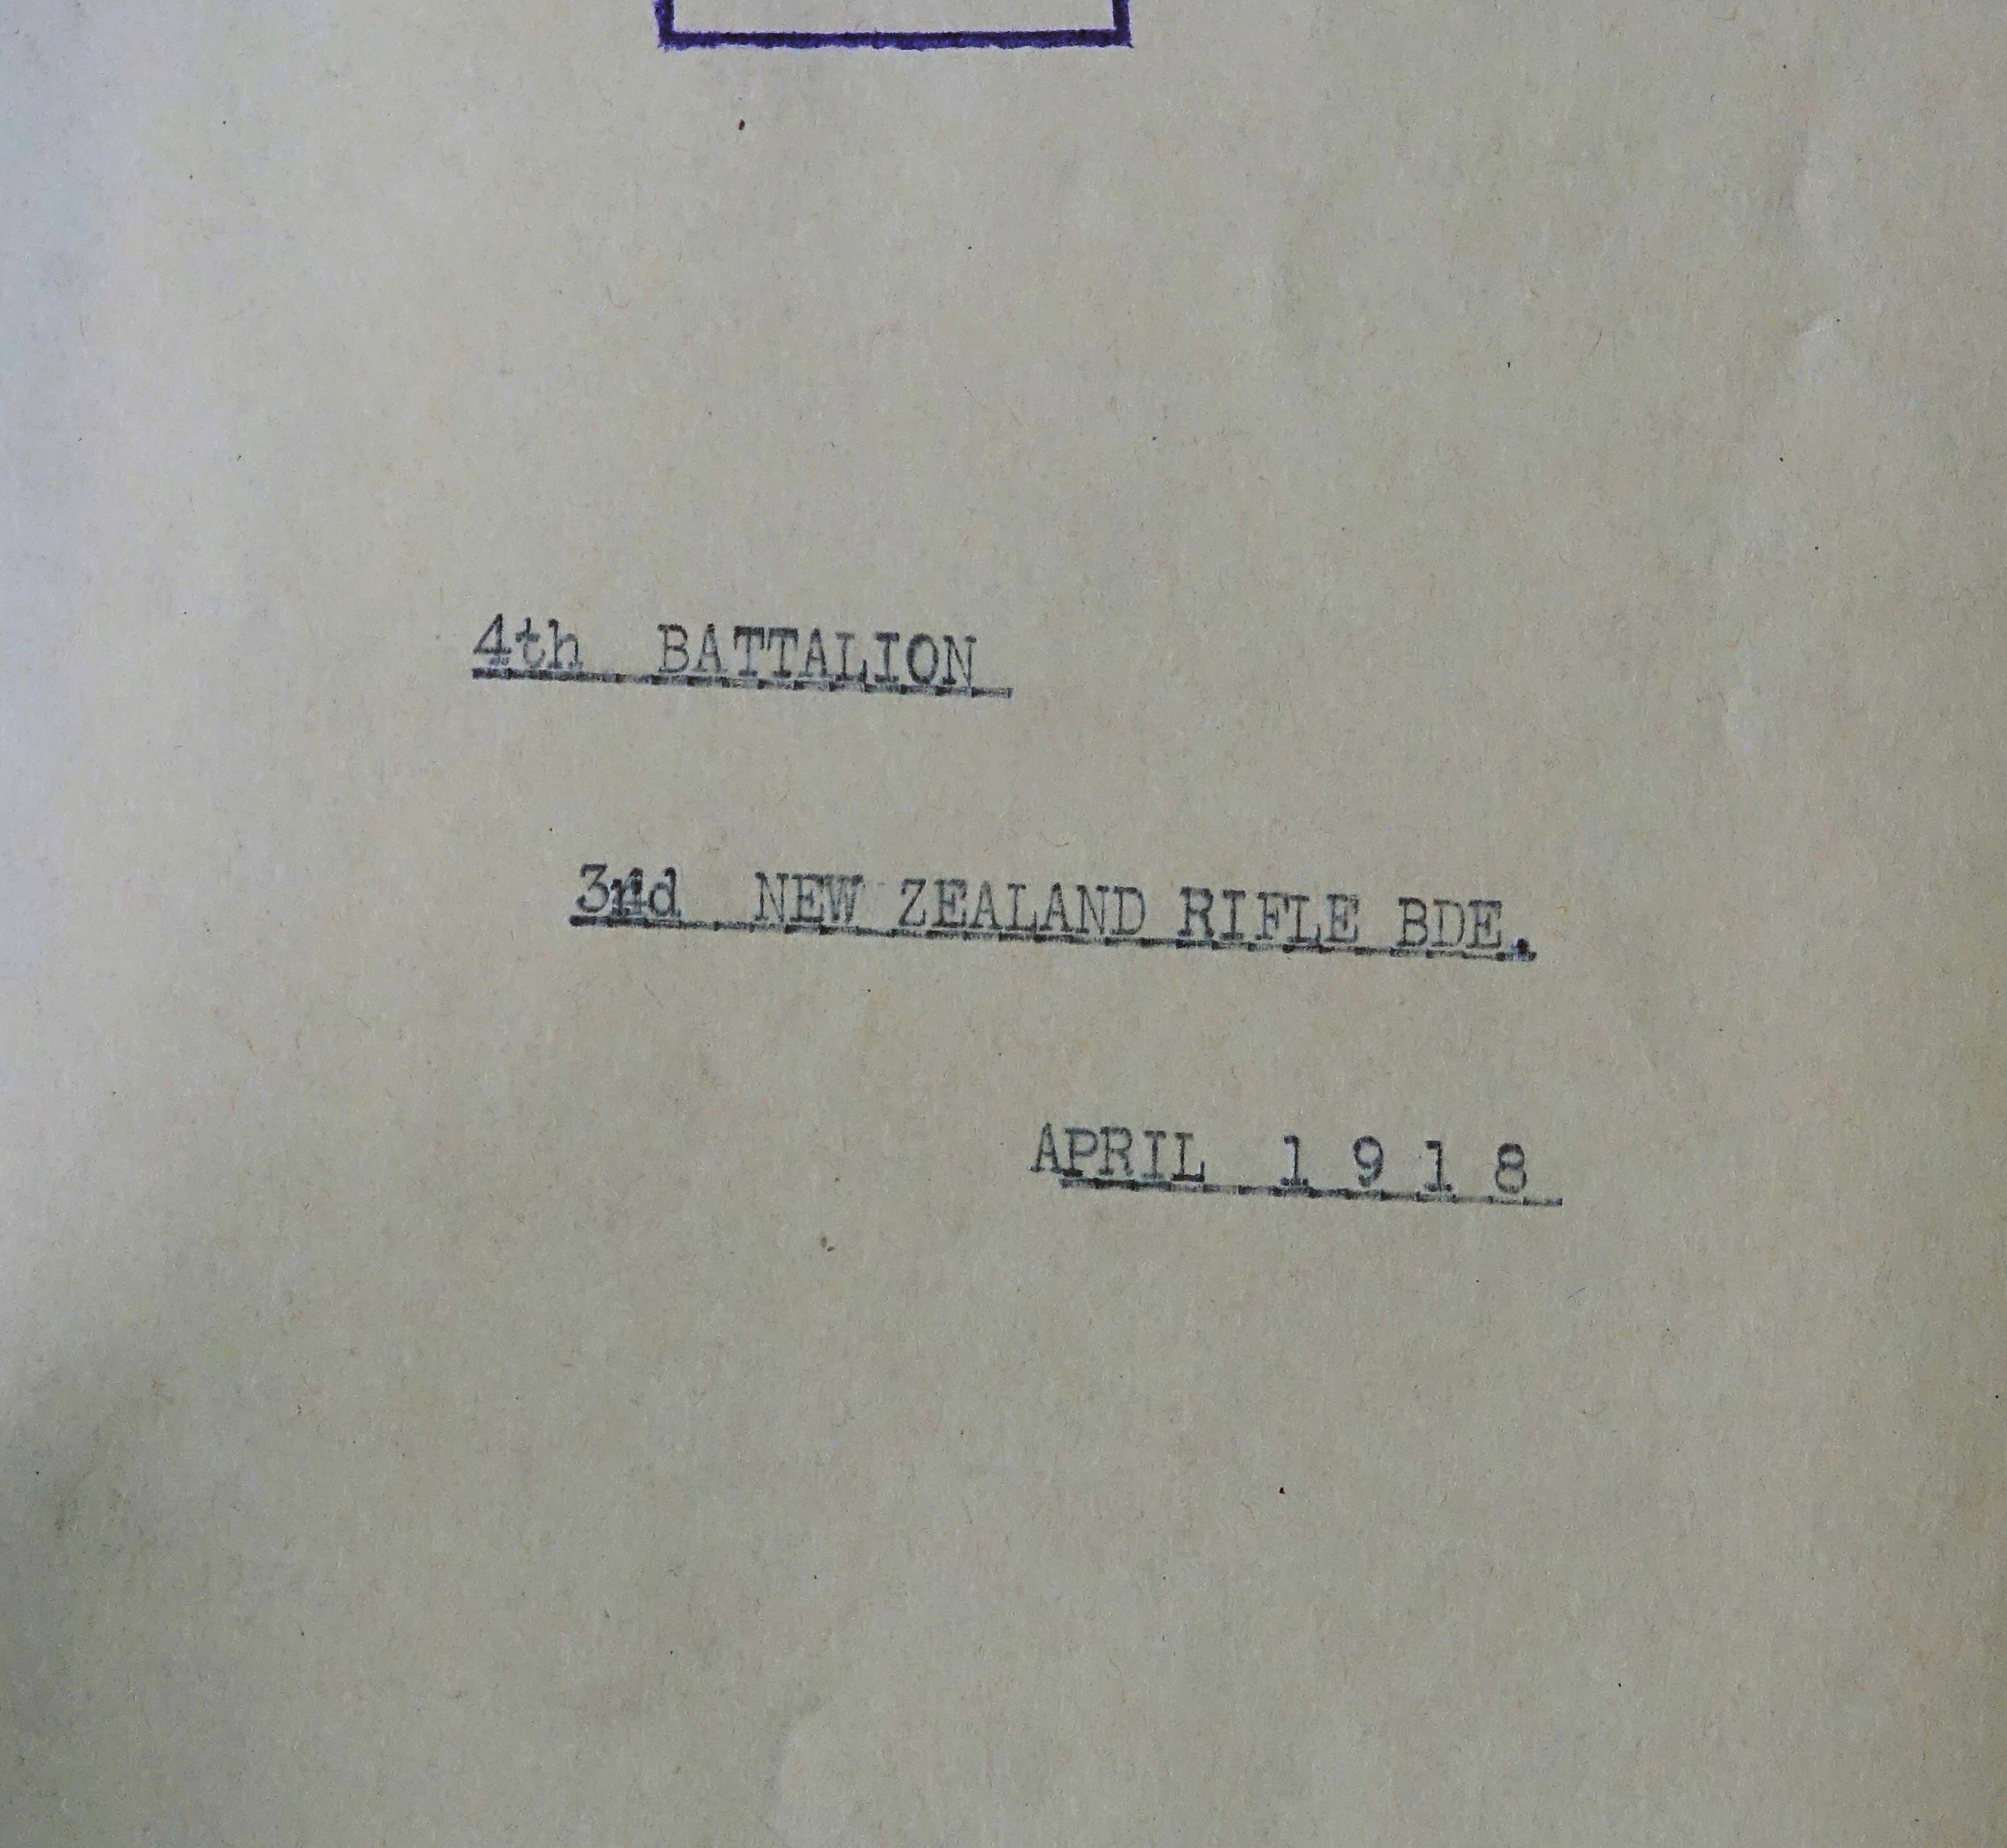 4th BATTALION
3rd NEW ZEALAND RIFLE BDE.
APRIL 1 9 1 8